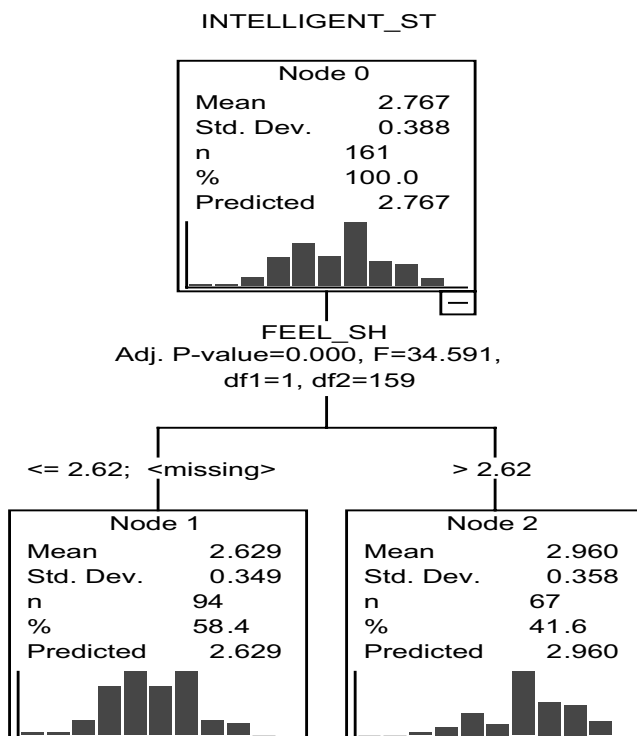 INTELLIGENT_ST
Node 0
Mean 2.767
Std. Dev. 0.388
n 161
% 100.0
Predicted 2.767
FEEL_SH
Adj. P-value=0.000, F=34.591,
df1=1, df2=159
<= 2.62; <missing>
> 2.62
Node 1
Mean 2.629
Std. Dev. 0.349
n 94
% 58.4
Predicted 2.629
Node 2
Mean 2.960
Std. Dev. 0.358
n 67
% 41.6
Predicted 2.960